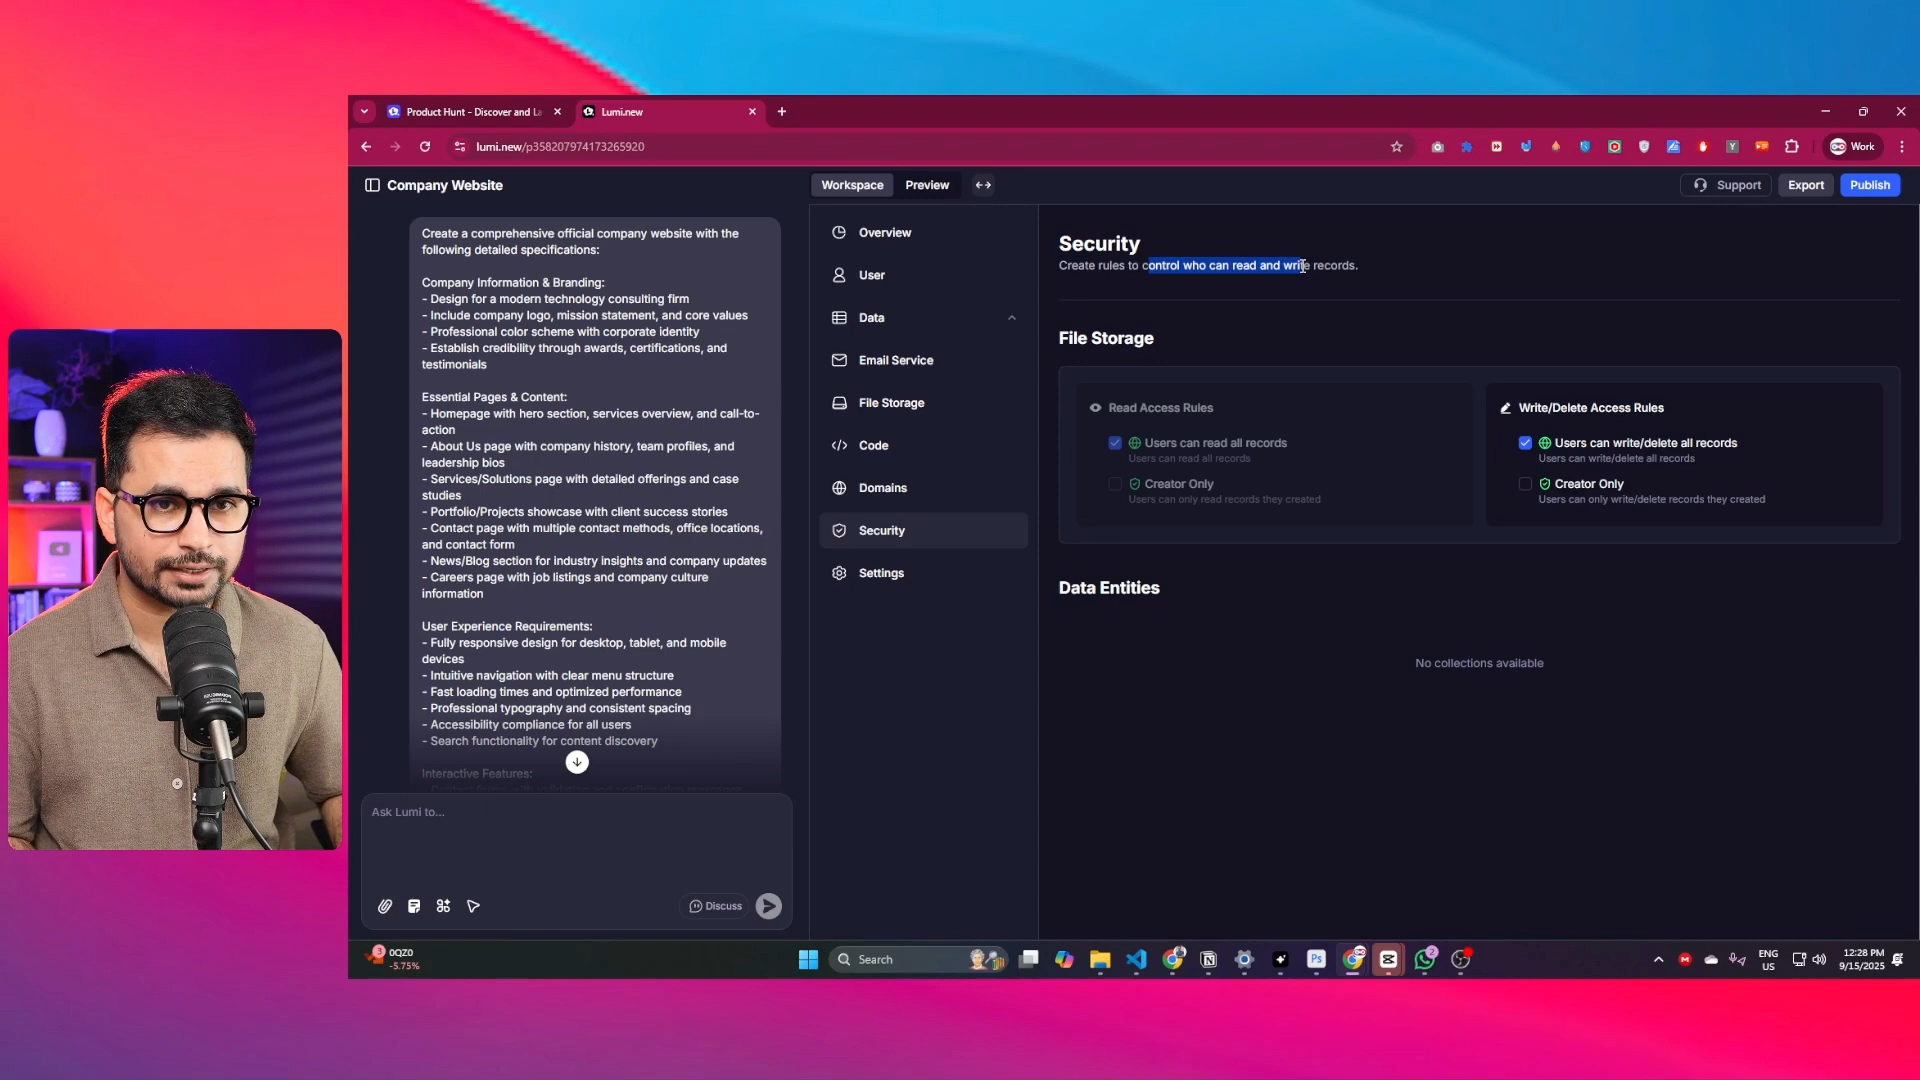 Product Hunt - Discover and La
Lumi.new
lumi.new/p358207974173265920
Work
Company Website
Workspace
Preview
Support
Export
Publish
Create a comprehensive official company website with the
following detailed specifications:
Company Information & Branding:
- Design for a modern technology consulting firm
- Include company logo, mission statement, and core values
- Professional color scheme with corporate identity
- Establish credibility through awards, certifications, and
testimonials
Essential Pages & Content:
- Homepage with hero section, services overview, and call-to-
action
- About Us page with company history, team profiles, and
leadership bios
- Services/Solutions page with detailed offerings and case
studies
- Portfolio/Projects showcase with client success stories
- Contact page with multiple contact methods, office locations,
and contact form
- News/Blog section for industry insights and company updates
- Careers page with job listings and company culture
information
User Experience Requirements:
- Fully responsive design for desktop, tablet, and mobile
devices
- Intuitive navigation with clear menu structure
- Fast loading times and optimized performance
- Professional typography and consistent spacing
- Accessibility compliance for all users
- Search functionality for content discovery
Interactive Features:
Ask Lumi to...
Discuss
Overview
User
Data
Email Service
File Storage
Code
Domains
Security
Settings
Security
Create rules to control who can read and write records.
File Storage
Read Access Rules
Users can read all records
Users can read all records
Creator Only
Users can only read records they created
Write/Delete Access Rules
Users can write/delete all records
Users can write/delete all records
Creator Only
Users can only write/delete records they created
Data Entities
No collections available
3
0QZ0
-5.75%
Search
Ps
2
ENG
US
12:28 PM
9/15/2025